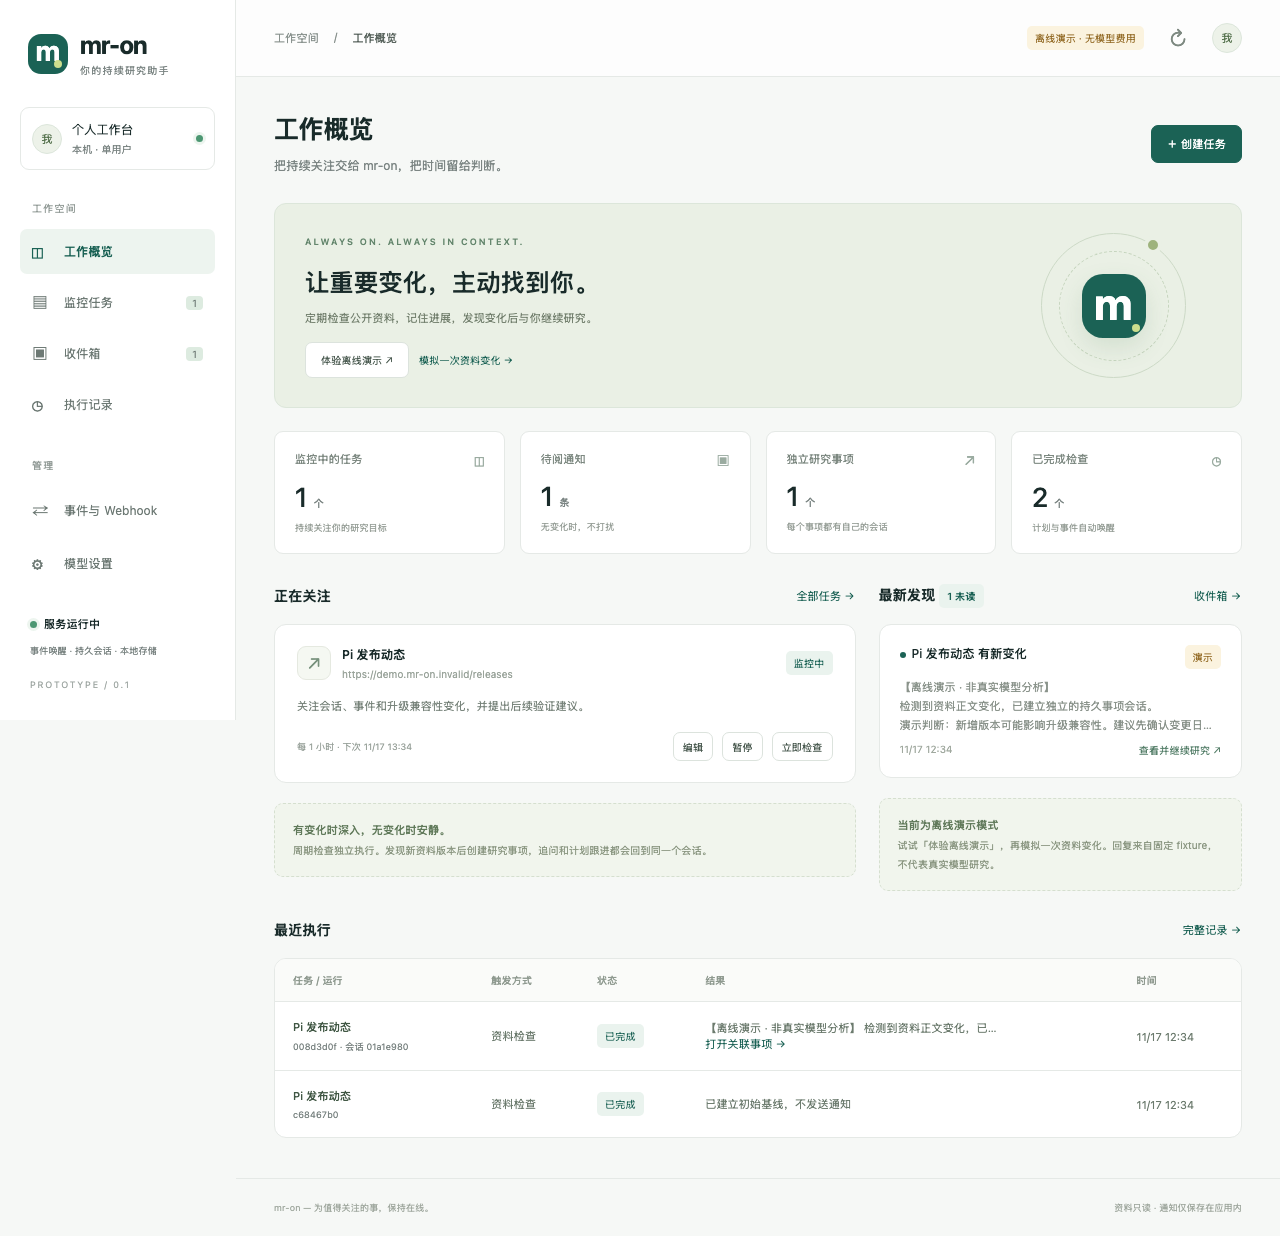 m
mr-on
你的持续研究助手
我
个人工作台
本机 · 单用户
工作空间
工作概览
监控任务
1
收件箱
1
执行记录
管理
事件与 Webhook
模型设置
服务运行中
事件唤醒 · 持久会话 · 本地存储
PROTOTYPE / 0.1
工作空间 / 工作概览
离线演示 · 无模型费用
我
工作概览
把持续关注交给 mr-on，把时间留给判断。
+ 创建任务
ALWAYS ON. ALWAYS IN CONTEXT.
让重要变化，主动找到你。
定期检查公开资料，记住进展，发现变化后与你继续研究。
体验离线演示 ↗
模拟一次资料变化 →
m
监控中的任务
1 个
持续关注你的研究目标
待阅通知
1 条
无变化时，不打扰
独立研究事项
1 个
每个事项都有自己的会话
已完成检查
2 个
计划与事件自动唤醒
正在关注
全部任务 →
Pi 发布动态
https://demo.mr-on.invalid/releases
监控中
关注会话、事件和升级兼容性变化，并提出后续验证建议。
每 1 小时 · 下次 11/17 13:34
编辑
暂停
立即检查
有变化时深入，无变化时安静。
周期检查独立执行。发现新资料版本后创建研究事项，追问和计划跟进都会回到同一个会话。
最新发现
1 未读
收件箱 →
Pi 发布动态 有新变化
演示
【离线演示 · 非真实模型分析】
检测到资料正文变化，已建立独立的持久事项会话。
演示判断：新增版本可能影响升级兼容性。建议先确认变更日...
11/17 12:34
查看并继续研究 ↗
当前为离线演示模式
试试「体验离线演示」，再模拟一次资料变化。回复来自固定 fixture，
不代表真实模型研究。
最近执行
完整记录 →
任务 / 运行
触发方式
状态
结果
时间
Pi 发布动态
008d3d0f · 会话 01a1e980
资料检查
已完成
【离线演示 · 非真实模型分析】 检测到资料正文变化，已...
打开关联事项 →
11/17 12:34
Pi 发布动态
c68467b0
资料检查
已完成
已建立初始基线，不发送通知
11/17 12:34
mr-on — 为值得关注的事，保持在线。
资料只读 · 通知仅保存在应用内